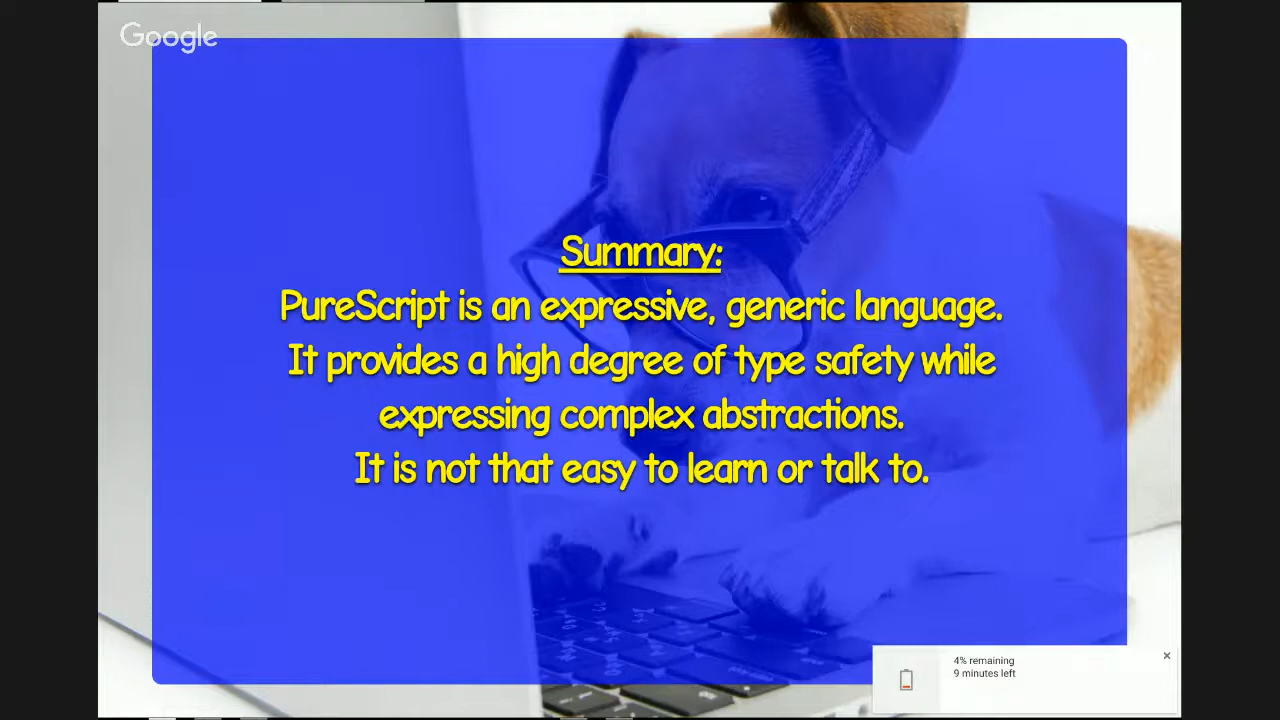 Google
Summary:
PureScript is an expressive, generic language.
It provides a high degree of type safety while
expressing complex abstractions.
It is not that easy to learn or talk to.
4% remaining
9 minutes left